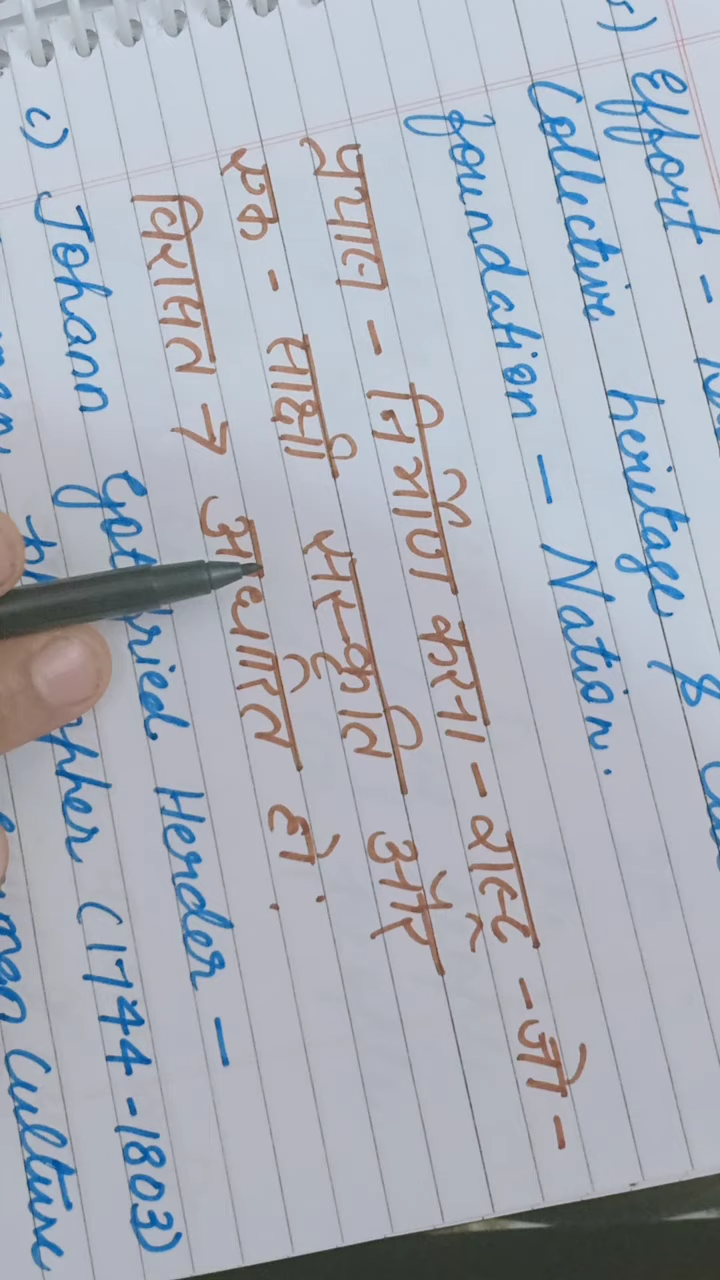 Effort -
Collective heritage &
foundation - Nation.
प्रयास - निर्माण करना - राष्ट्र - जो -
एक - साझी संस्कृति और
विरासत पे आधारित हो.
c) Johann Gottfried Herder -
(1744-1803)
culture